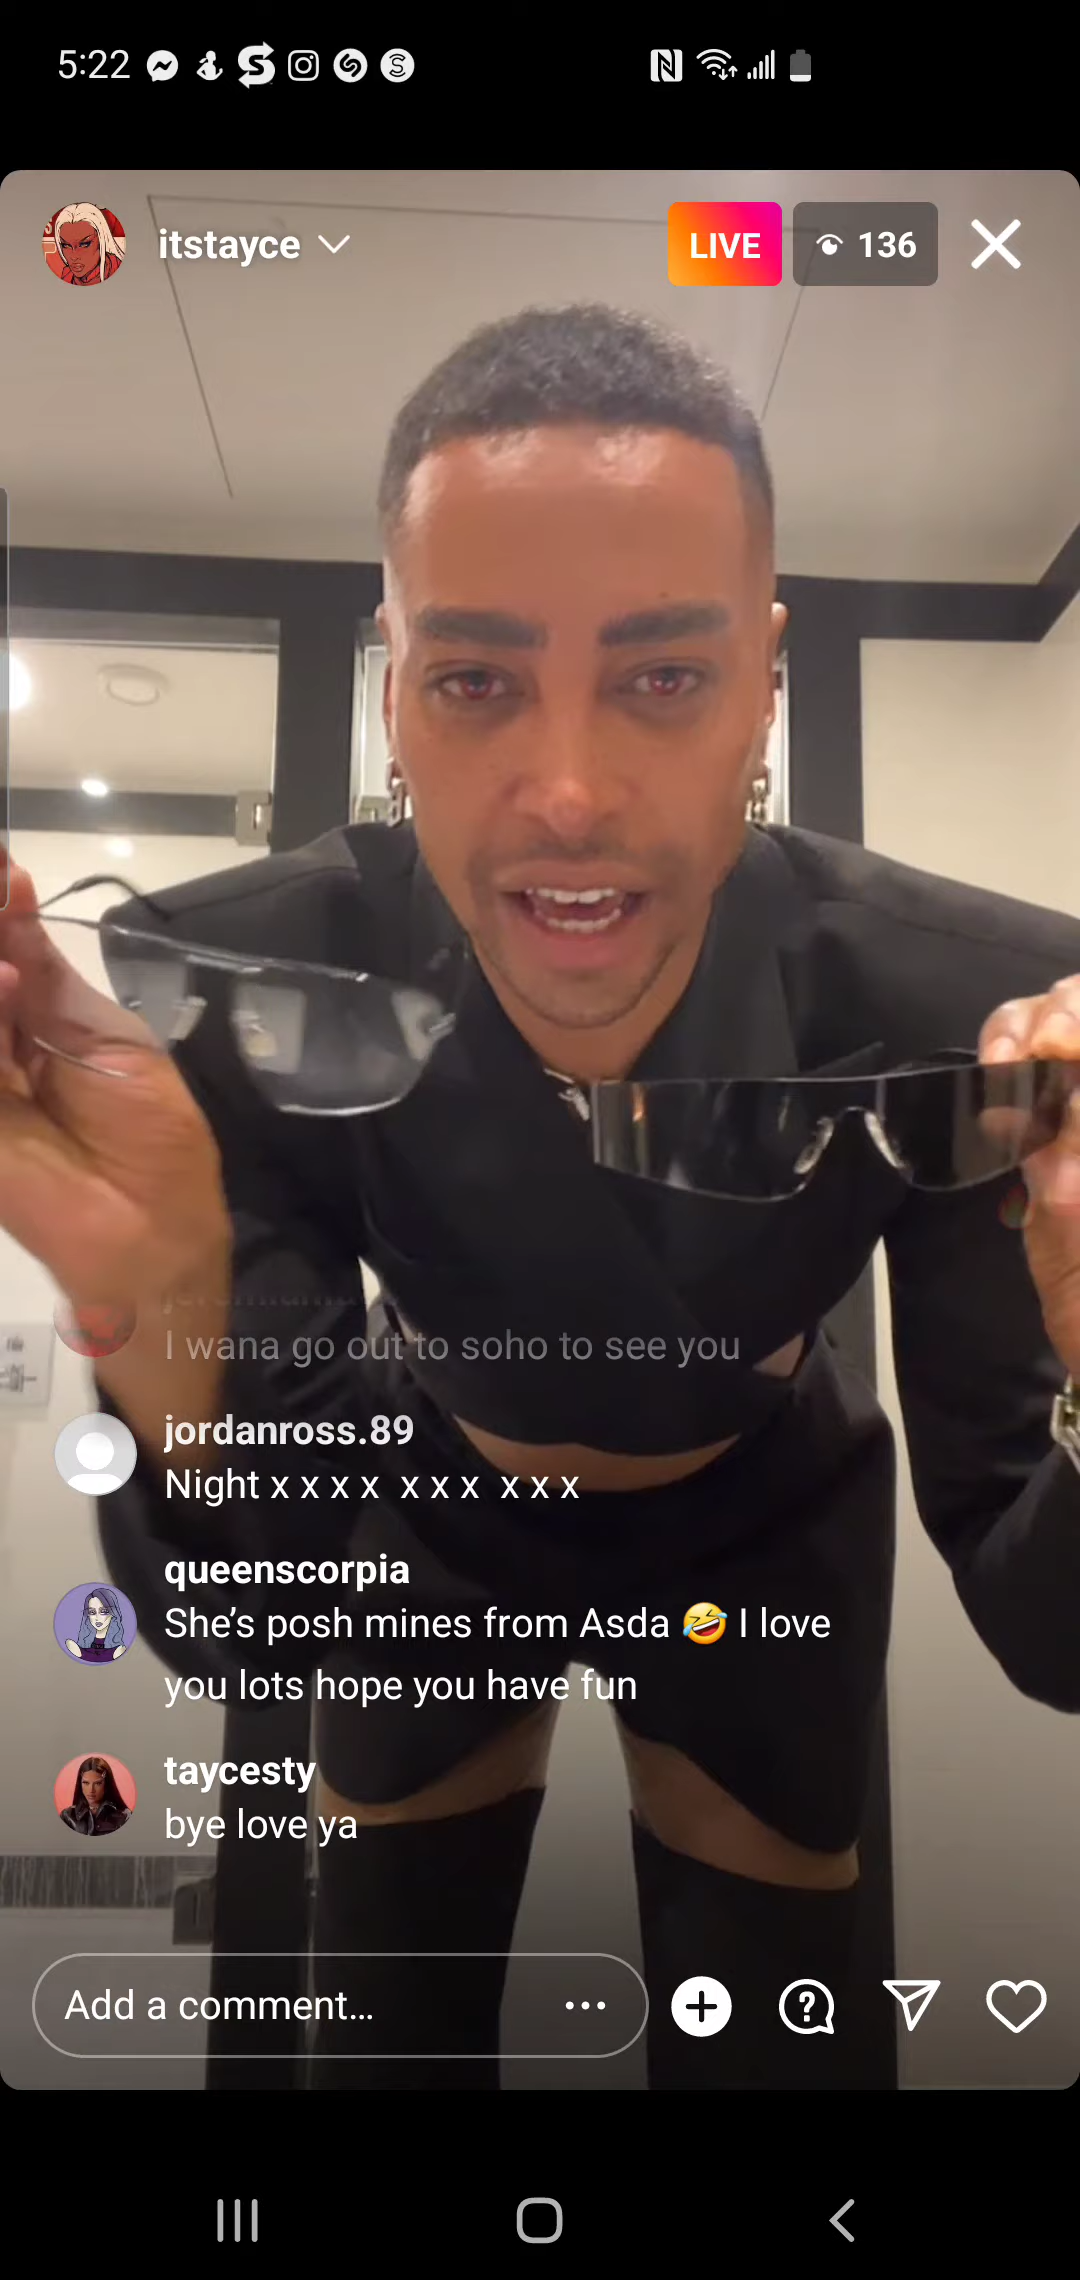 5:22
itstayce
LIVE
136
I wana go out to soho to see you
jordanross.89
Night x x x x  x x x  x x x
queenscorpia
She’s posh mines from Asda 🤣 I love
you lots hope you have fun
taycesty
bye love ya
Add a comment...